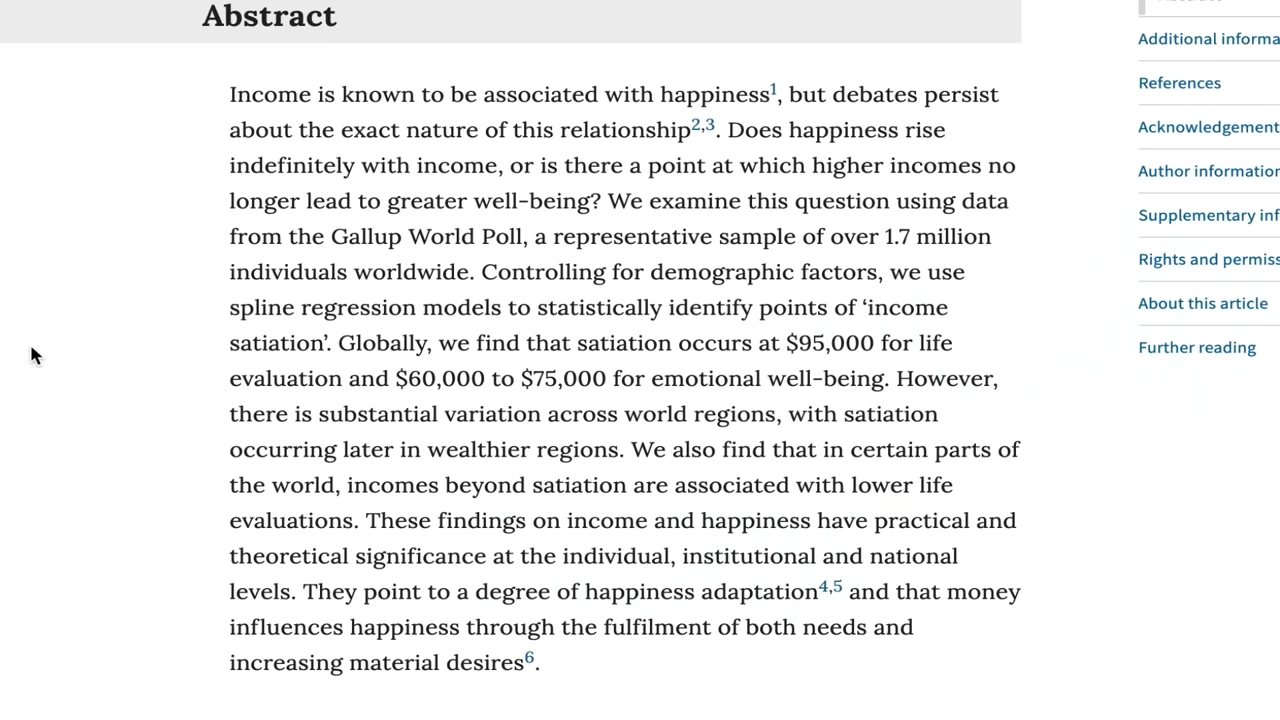 Abstract
Income is known to be associated with happiness1, but debates persist
about the exact nature of this relationship2,3. Does happiness rise
indefinitely with income, or is there a point at which higher incomes no
longer lead to greater well-being? We examine this question using data
from the Gallup World Poll, a representative sample of over 1.7 million
individuals worldwide. Controlling for demographic factors, we use
spline regression models to statistically identify points of ‘income
satiation’. Globally, we find that satiation occurs at $95,000 for life
evaluation and $60,000 to $75,000 for emotional well-being. However,
there is substantial variation across world regions, with satiation
occurring later in wealthier regions. We also find that in certain parts of
the world, incomes beyond satiation are associated with lower life
evaluations. These findings on income and happiness have practical and
theoretical significance at the individual, institutional and national
levels. They point to a degree of happiness adaptation4,5 and that money
influences happiness through the fulfilment of both needs and
increasing material desires6.
Additional informa
References
Acknowledgement
Author information
Supplementary inf
Rights and permiss
About this article
Further reading